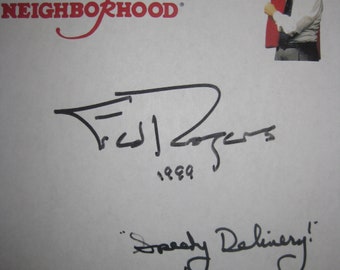 NEIGHBORHOOD®
Fred Rogers
1989
"Speedy Delivery!"